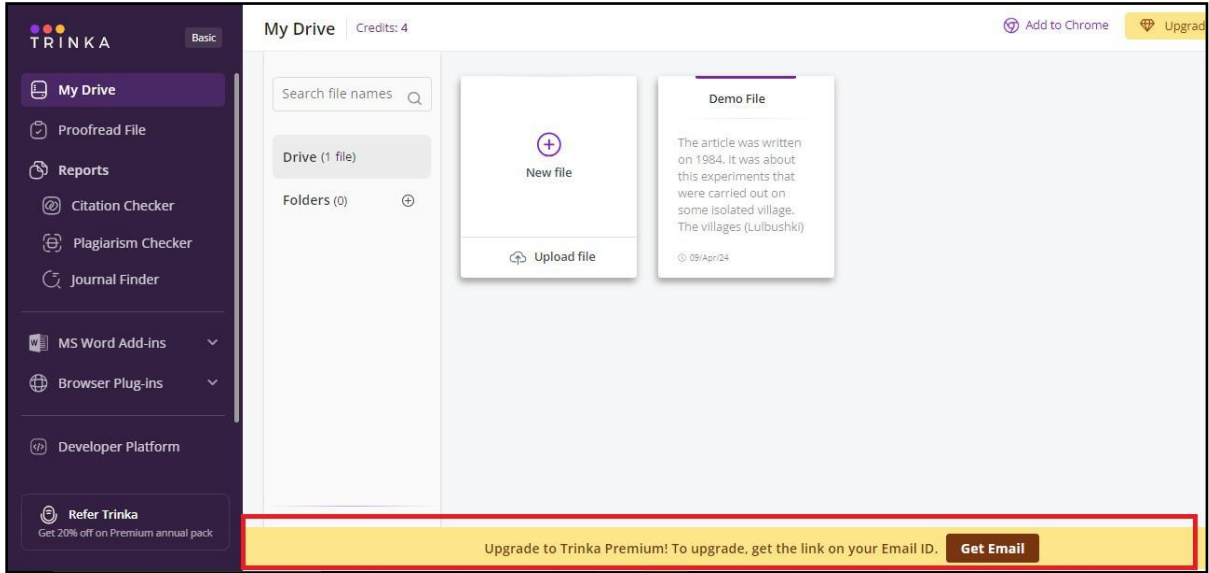 TRINKA
Basic
My Drive
Proofread File
Reports
Citation Checker
Plagiarism Checker
Journal Finder
MS Word Add-ins
Browser Plug-ins
Developer Platform
Refer Trinka
Get 20% off on Premium annual pack
My Drive Credits: 4
Add to Chrome
Upgrad
Search file names
Drive (1 file)
Folders (0)
New file
Upload file
Demo File
The article was written
on 1984. It was about
this experiments that
were carried out on
some isolated village.
The villages (Lulbushki)
09/Apr/24
Upgrade to Trinka Premium! To upgrade, get the link on your Email ID. Get Email